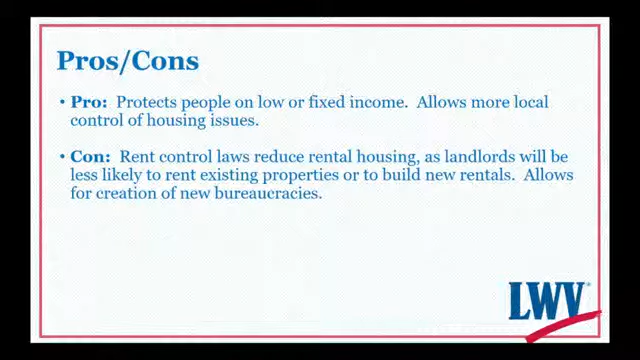 Pros/Cons
• Pro: Protects people on low or fixed income. Allows more local
control of housing issues.
• Con: Rent control laws reduce rental housing, as landlords will be
less likely to rent existing properties or to build new rentals. Allows
for creation of new bureaucracies.
LWV®